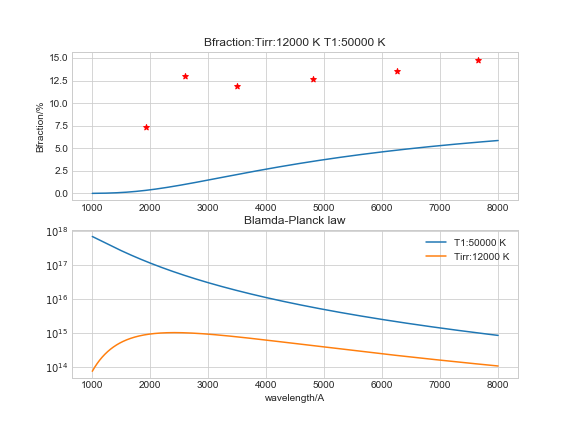 Bfraction:Tirr:12000 K T1:50000 K
15.0
12.5
10.0
7.5
5.0
2.5
0.0
Bfraction/%
1000 2000 3000 4000 5000 6000 7000 8000
Blamda-Planck law
10^18
10^17
10^16
10^15
10^14
T1:50000 K
Tirr:12000 K
1000 2000 3000 4000 5000 6000 7000 8000
wavelength/A